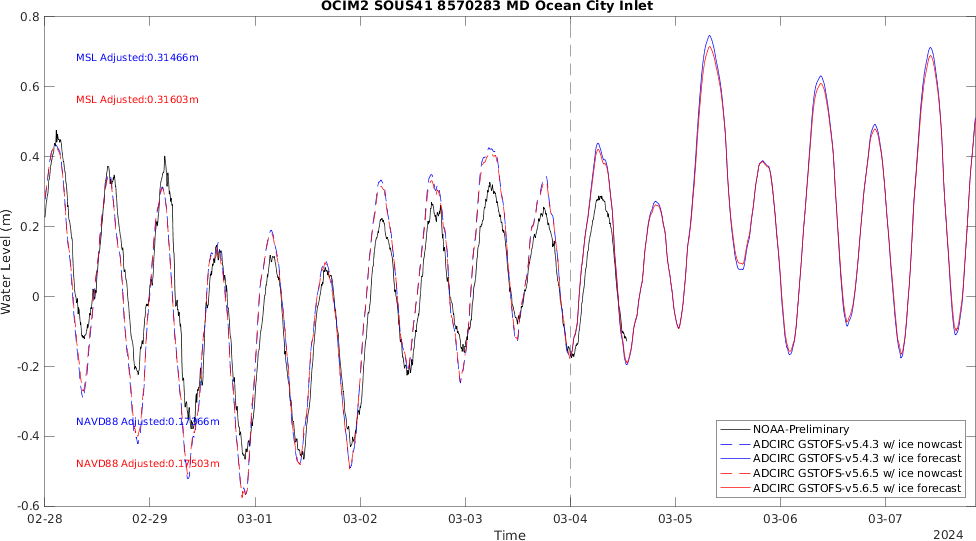 OCIM2 SOUS41 8570283 MD Ocean City Inlet
0.8
0.6
0.4
0.2
0
-0.2
-0.4
-0.6
Water Level (m)
MSL Adjusted:0.31466m
MSL Adjusted:0.31603m
NAVD88 Adjusted:0.17366m
NAVD88 Adjusted:0.17503m
NOAA-Preliminary
ADCIRC GSTOFS-v5.4.3 w/ ice nowcast
ADCIRC GSTOFS-v5.4.3 w/ ice forecast
ADCIRC GSTOFS-v5.6.5 w/ ice nowcast
ADCIRC GSTOFS-v5.6.5 w/ ice forecast
02-28 02-29 03-01 03-02 03-03 03-04 03-05 03-06 03-07
Time
2024